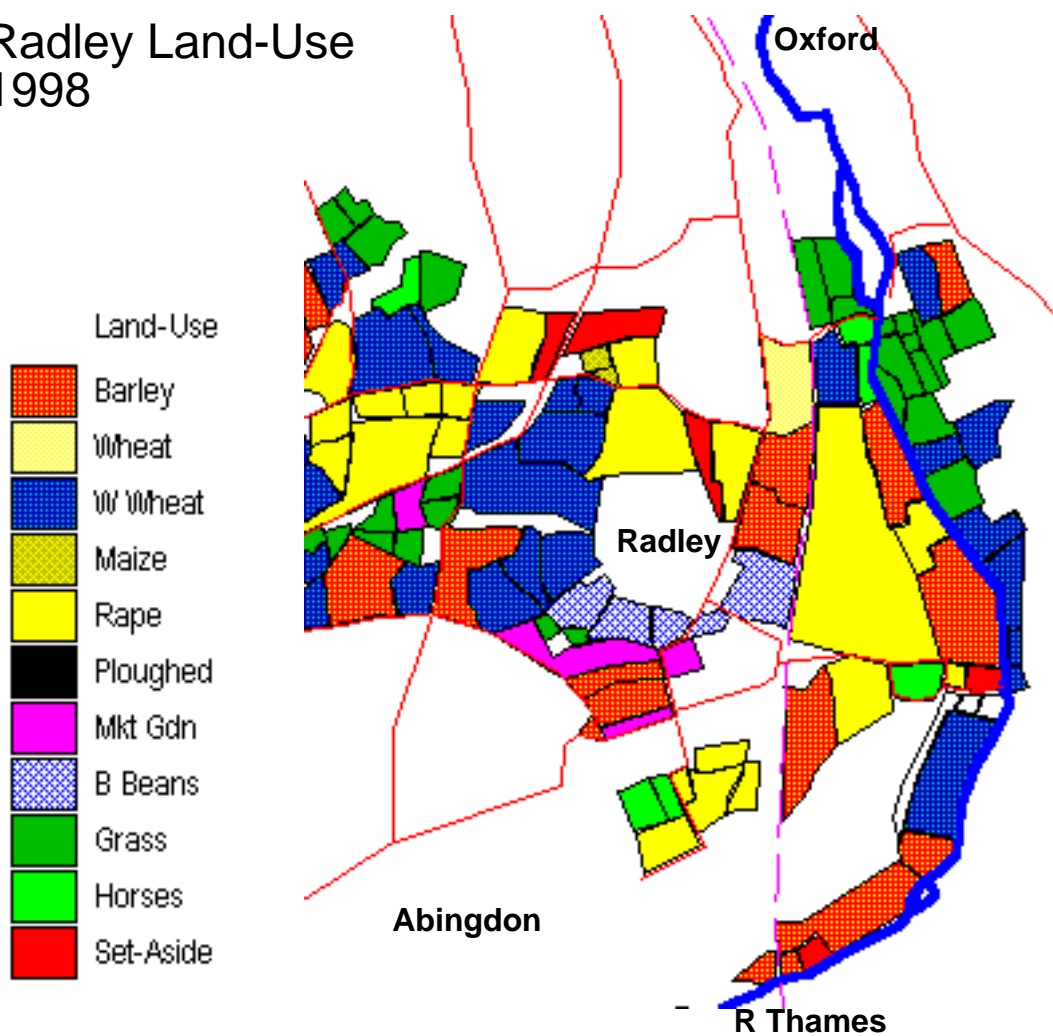 Radley Land-Use
1998
Oxford
Land-Use
Barley
Wheat
W Wheat
Maize
Rape
Ploughed
Mkt Gdn
B Beans
Grass
Horses
Set-Aside
Radley
Abingdon
R Thames